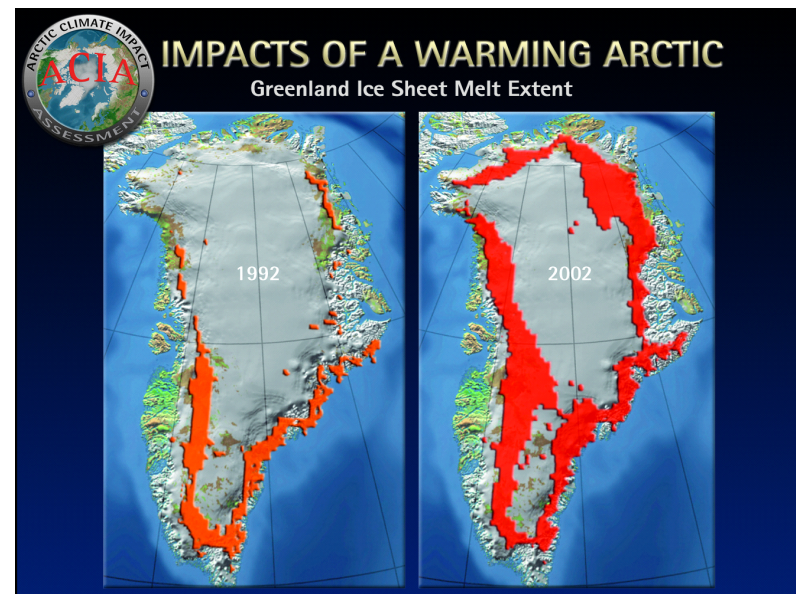 ARCTIC CLIMATE IMPACT
ACIA
ASSESSMENT
IMPACTS OF A WARMING ARCTIC
Greenland Ice Sheet Melt Extent
1992
2002